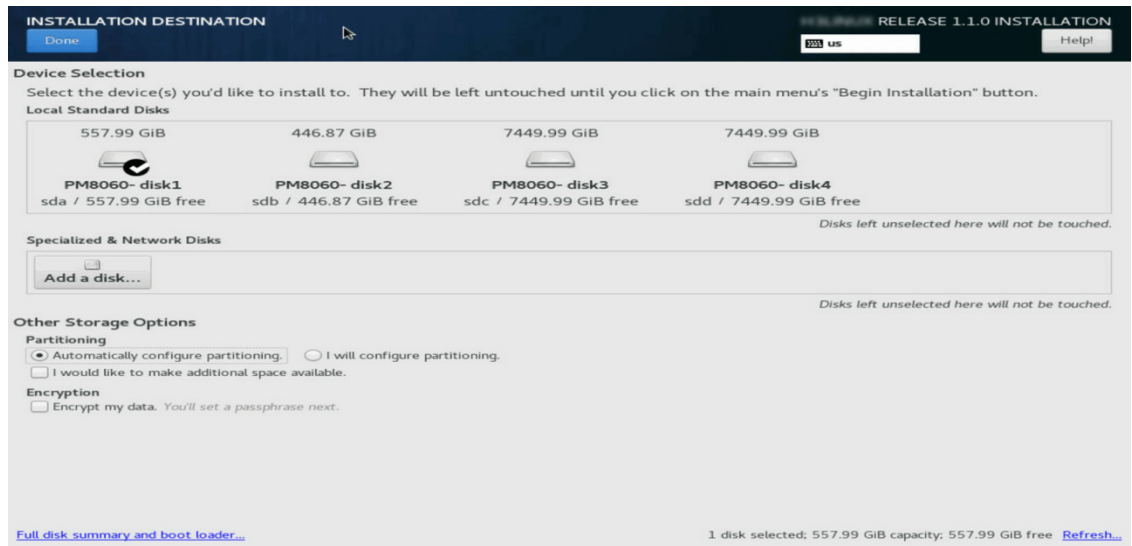 INSTALLATION DESTINATION
RELEASE 1.1.0 INSTALLATION
Done
us
Help!
Device Selection
Select the device(s) you'd like to install to. They will be left untouched until you click on the main menu's "Begin Installation" button.
Local Standard Disks
557.99 GiB 446.87 GiB 7449.99 GiB 7449.99 GiB
PM8060- disk1 PM8060- disk2 PM8060- disk3 PM8060- disk4
sda / 557.99 GiB free sdb / 446.87 GiB free sdc / 7449.99 GiB free sdd / 7449.99 GiB free
Disks left unselected here will not be touched.
Specialized & Network Disks
Add a disk...
Disks left unselected here will not be touched.
Other Storage Options
Partitioning
Automatically configure partitioning. I will configure partitioning.
I would like to make additional space available.
Encryption
Encrypt my data. You'll set a passphrase next.
Full disk summary and boot loader...
1 disk selected; 557.99 GiB capacity; 557.99 GiB free Refresh...